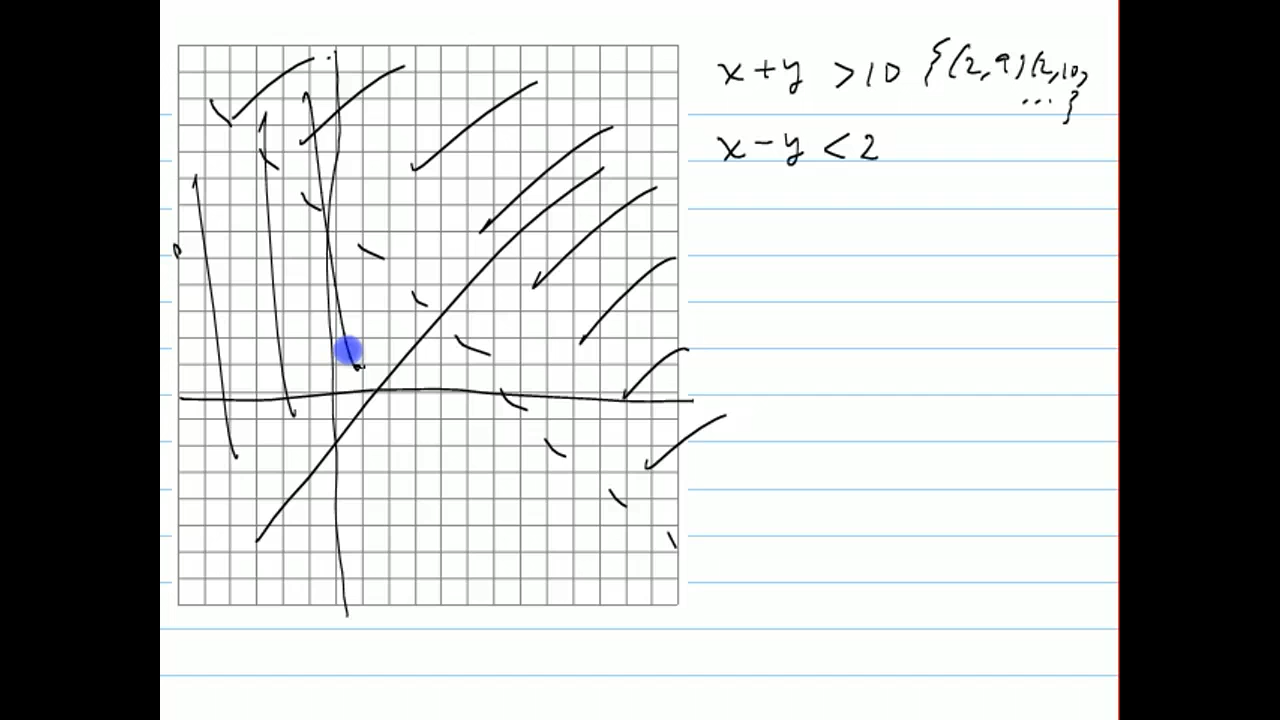 x + y > 10 {(2,9)(2,10,
... }
x - y < 2